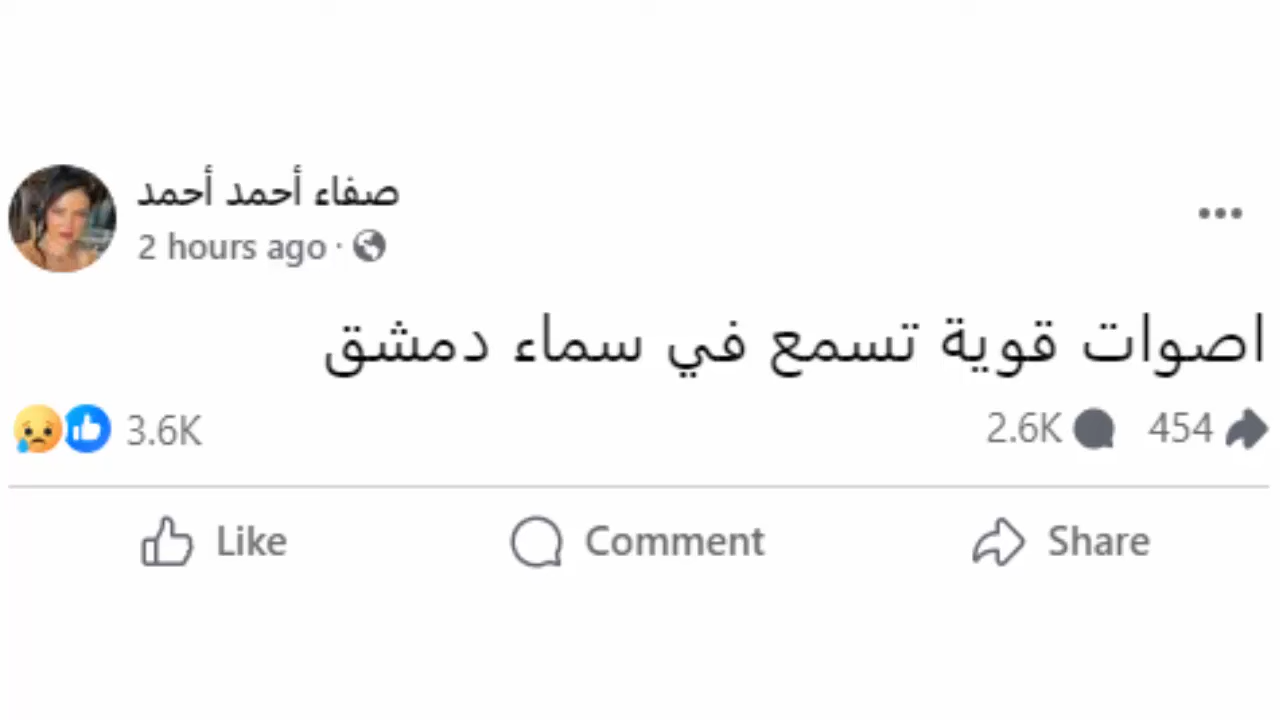 صفاء أحمد أحمد
2 hours ago ·
اصوات قوية تسمع في سماء دمشق
3.6K 2.6K 454
Like Comment Share